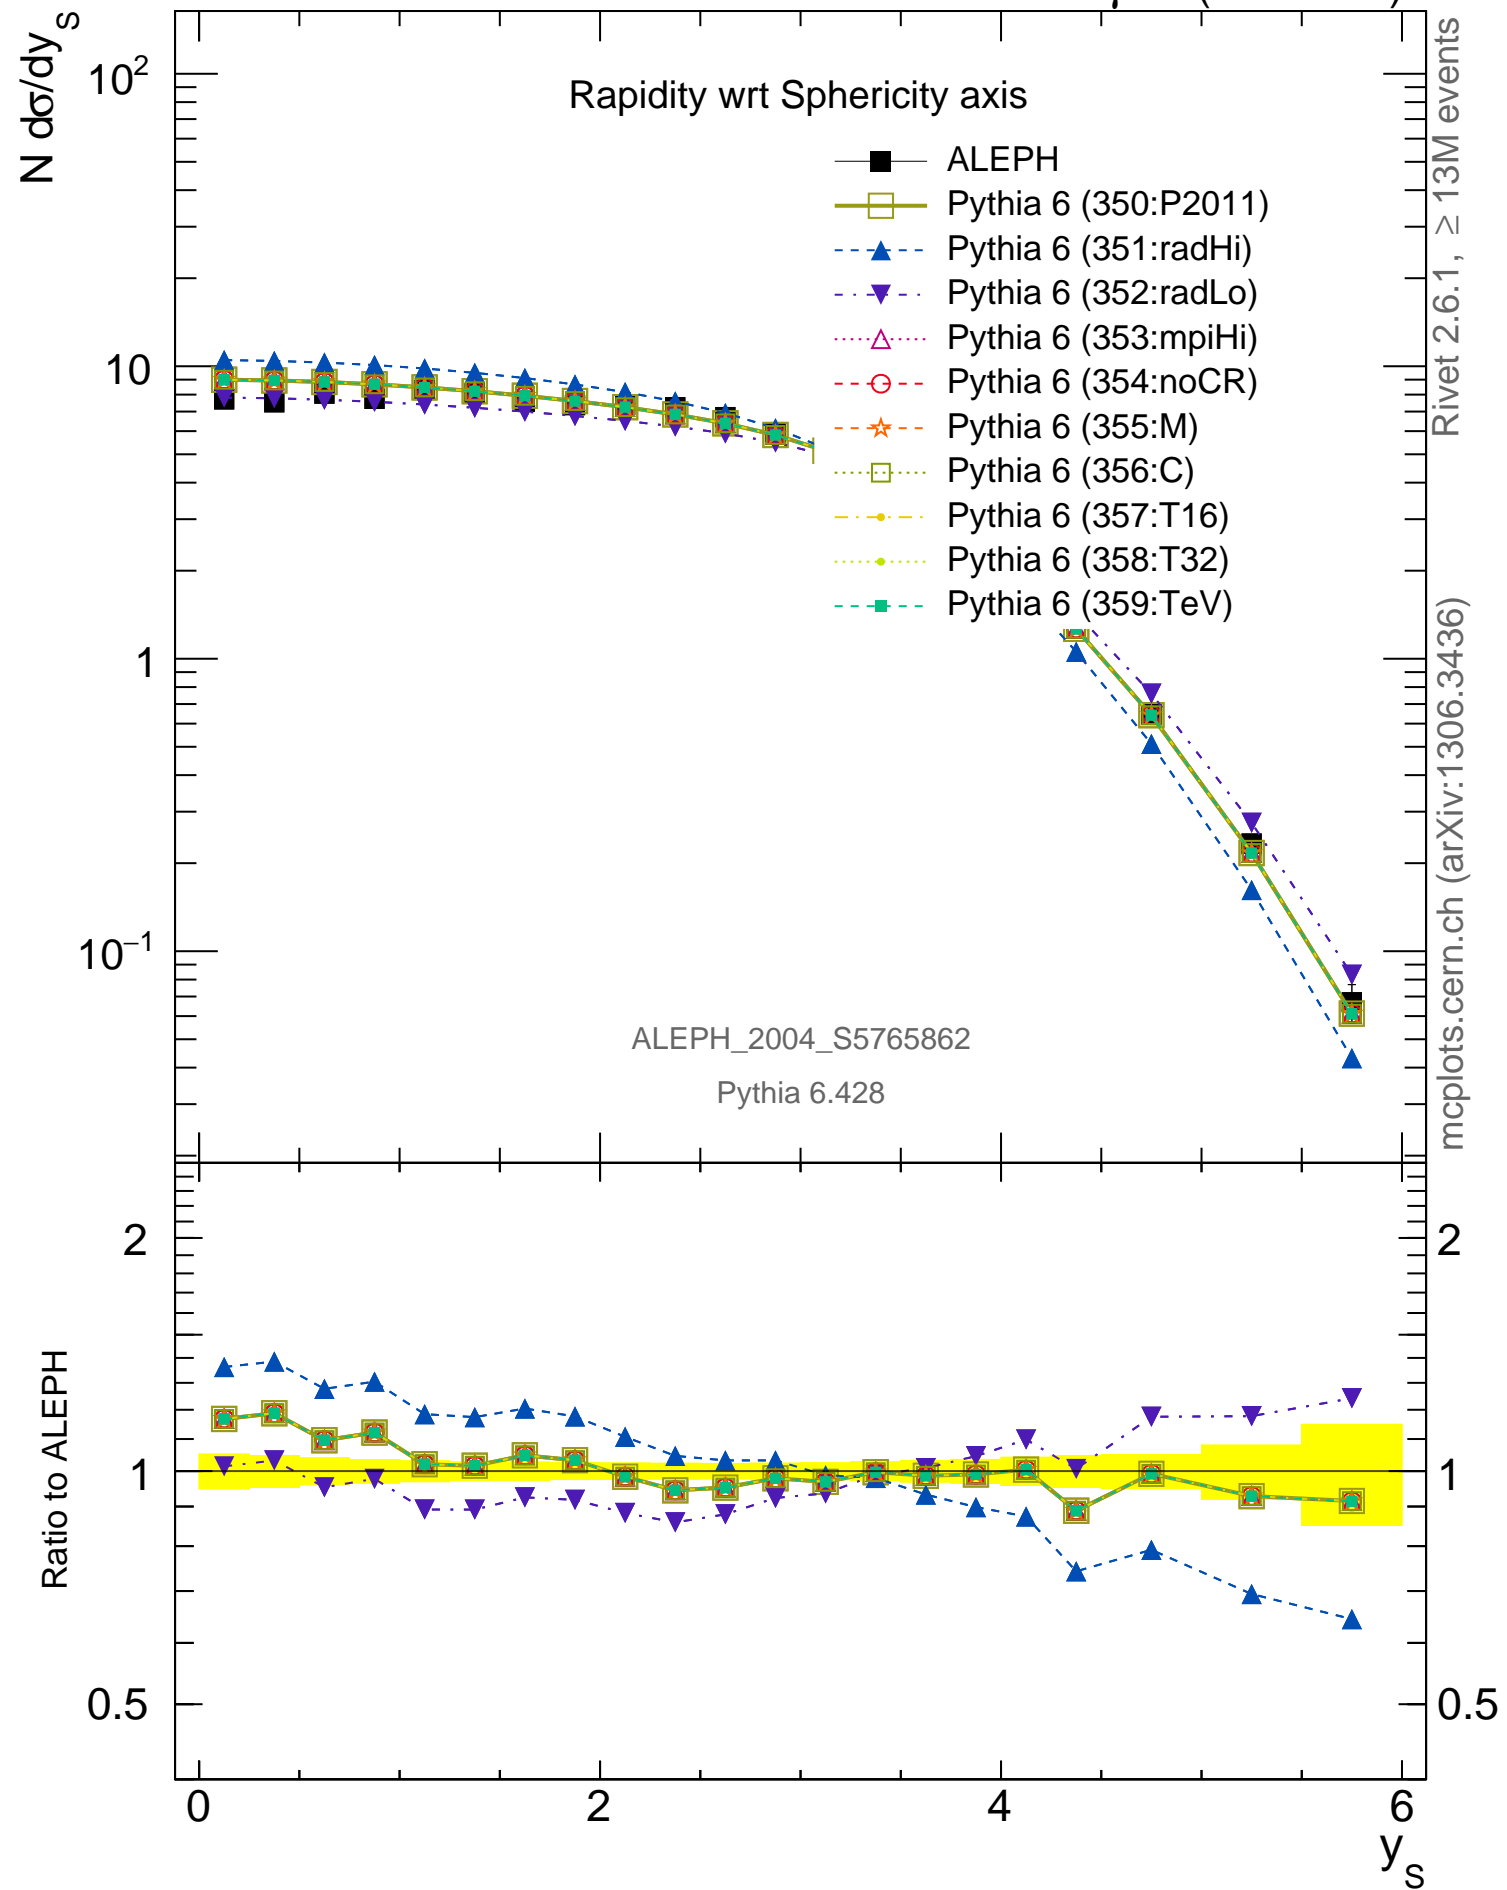 N dσ/dy_S
10²
10
1
10⁻¹
Rapidity wrt Sphericity axis
ALEPH
Pythia 6 (350:P2011)
Pythia 6 (351:radHi)
Pythia 6 (352:radLo)
Pythia 6 (353:mpiHi)
Pythia 6 (354:noCR)
Pythia 6 (355:M)
Pythia 6 (356:C)
Pythia 6 (357:T16)
Pythia 6 (358:T32)
Pythia 6 (359:TeV)
ALEPH_2004_S5765862
Pythia 6.428
Rivet 2.6.1, ≥ 13M events
mcplots.cern.ch (arXiv:1306.3436)
Ratio to ALEPH
2
1
0.5
2
1
0.5
0 2 4 6
y_S